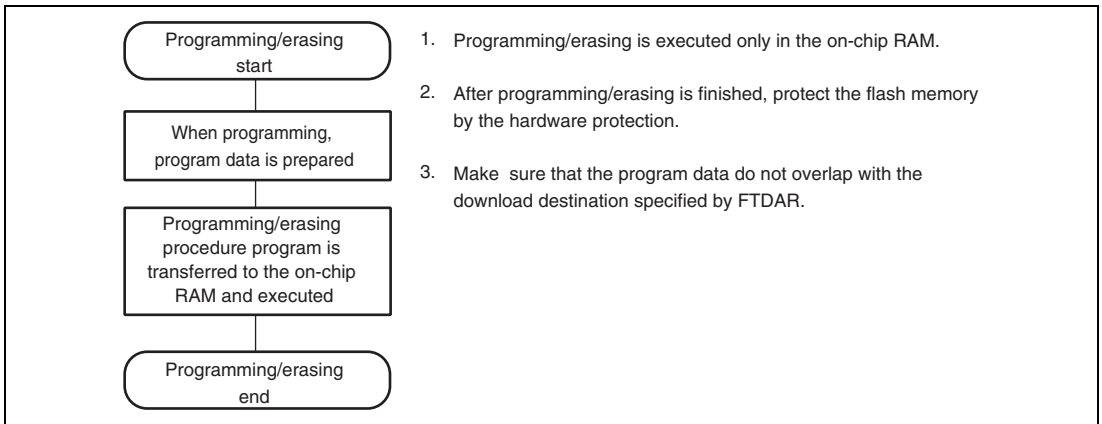 Programming/erasing
start
When programming,
program data is prepared
Programming/erasing
procedure program is
transferred to the on-chip
RAM and executed
Programming/erasing
end
1. Programming/erasing is executed only in the on-chip RAM.
2. After programming/erasing is finished, protect the flash memory
by the hardware protection.
3. Make sure that the program data do not overlap with the
download destination specified by FTDAR.